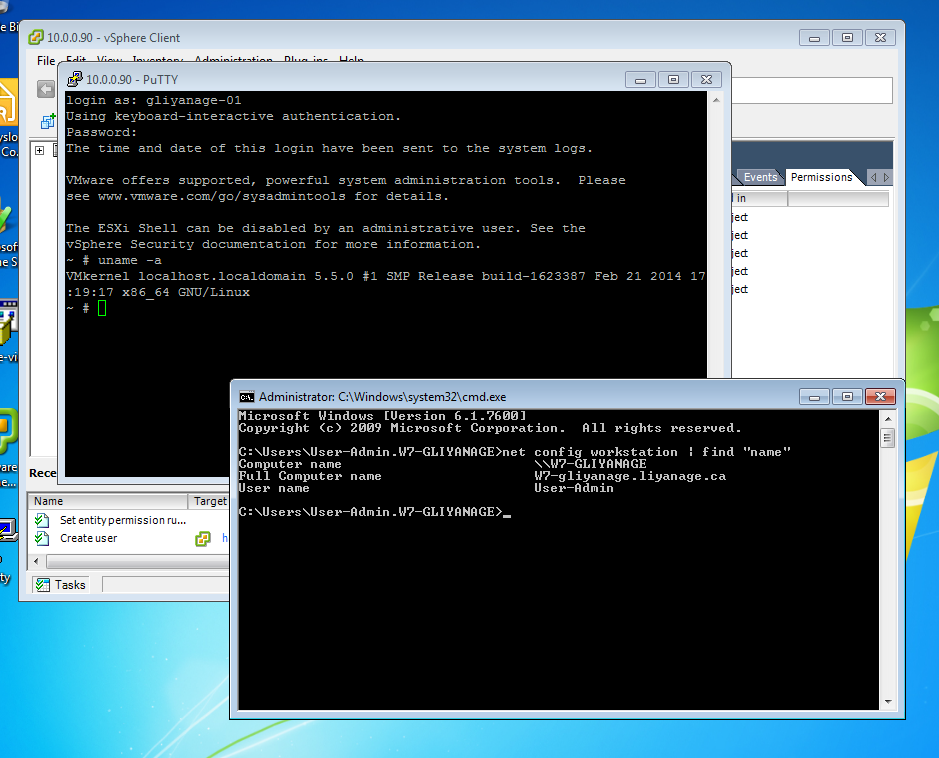 10.0.0.90 - vSphere Client
File Edit View Inventory Administration Plug-ins Help
10.0.0.90 - PuTTY
login as: gliyanage-01
Using keyboard-interactive authentication.
Password:
The time and date of this login have been sent to the system logs.
VMware offers supported, powerful system administration tools.  Please
see www.vmware.com/go/sysadmintools for details.
The ESXi Shell can be disabled by an administrative user. See the
vSphere Security documentation for more information.
~ # uname -a
VMkernel localhost.localdomain 5.5.0 #1 SMP Release build-1623387 Feb 21 2014 17
:19:17 x86_64 GNU/Linux
~ #
Events Permissions
in
ject
ject
ject
ject
ject
Administrator: C:\Windows\system32\cmd.exe
Microsoft Windows [Version 6.1.7600]
Copyright (c) 2009 Microsoft Corporation.  All rights reserved.
C:\Users\User-Admin.W7-GLIYANAGE>net config workstation | find "name"
Computer name                        \\W7-GLIYANAGE
Full Computer name                   W7-gliyanage.liyanage.ca
User name                            User-Admin
C:\Users\User-Admin.W7-GLIYANAGE>_
Rece
Name Target
Set entity permission ru...
Create user h
Tasks